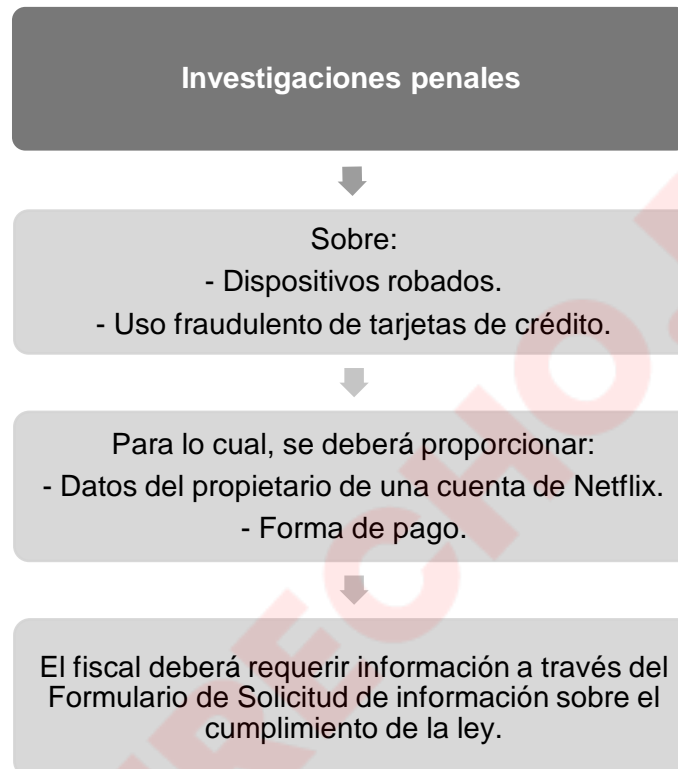 Investigaciones penales
Sobre:
- Dispositivos robados.
- Uso fraudulento de tarjetas de crédito.
Para lo cual, se deberá proporcionar:
- Datos del propietario de una cuenta de Netflix.
- Forma de pago.
El fiscal deberá requerir información a través del
Formulario de Solicitud de información sobre el
cumplimiento de la ley.